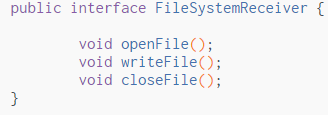 public interface FileSystemReceiver {
void openFile();
void writeFile();
void closeFile();
}